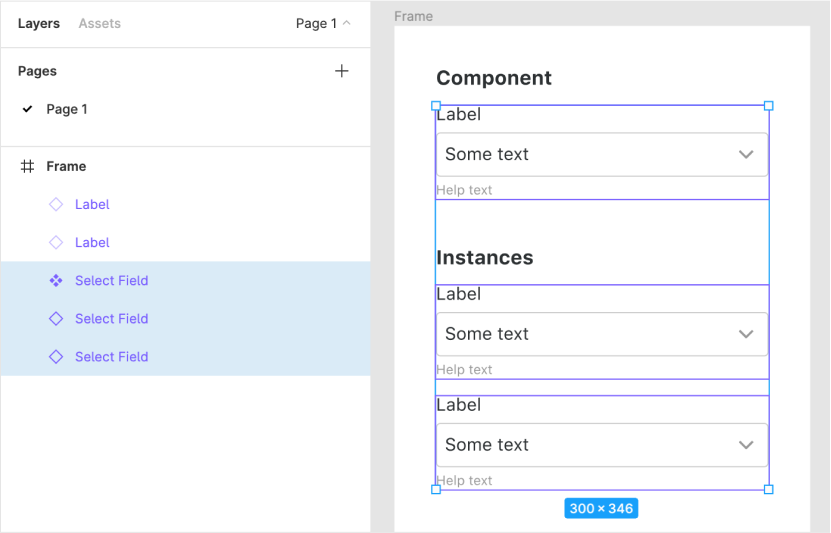 Layers Assets Page 1
Pages
Page 1
Frame
Label
Label
Select Field
Select Field
Select Field
Frame
Component
Label
Some text
Help text
Instances
Label
Some text
Help text
Label
Some text
Help text
300 × 346